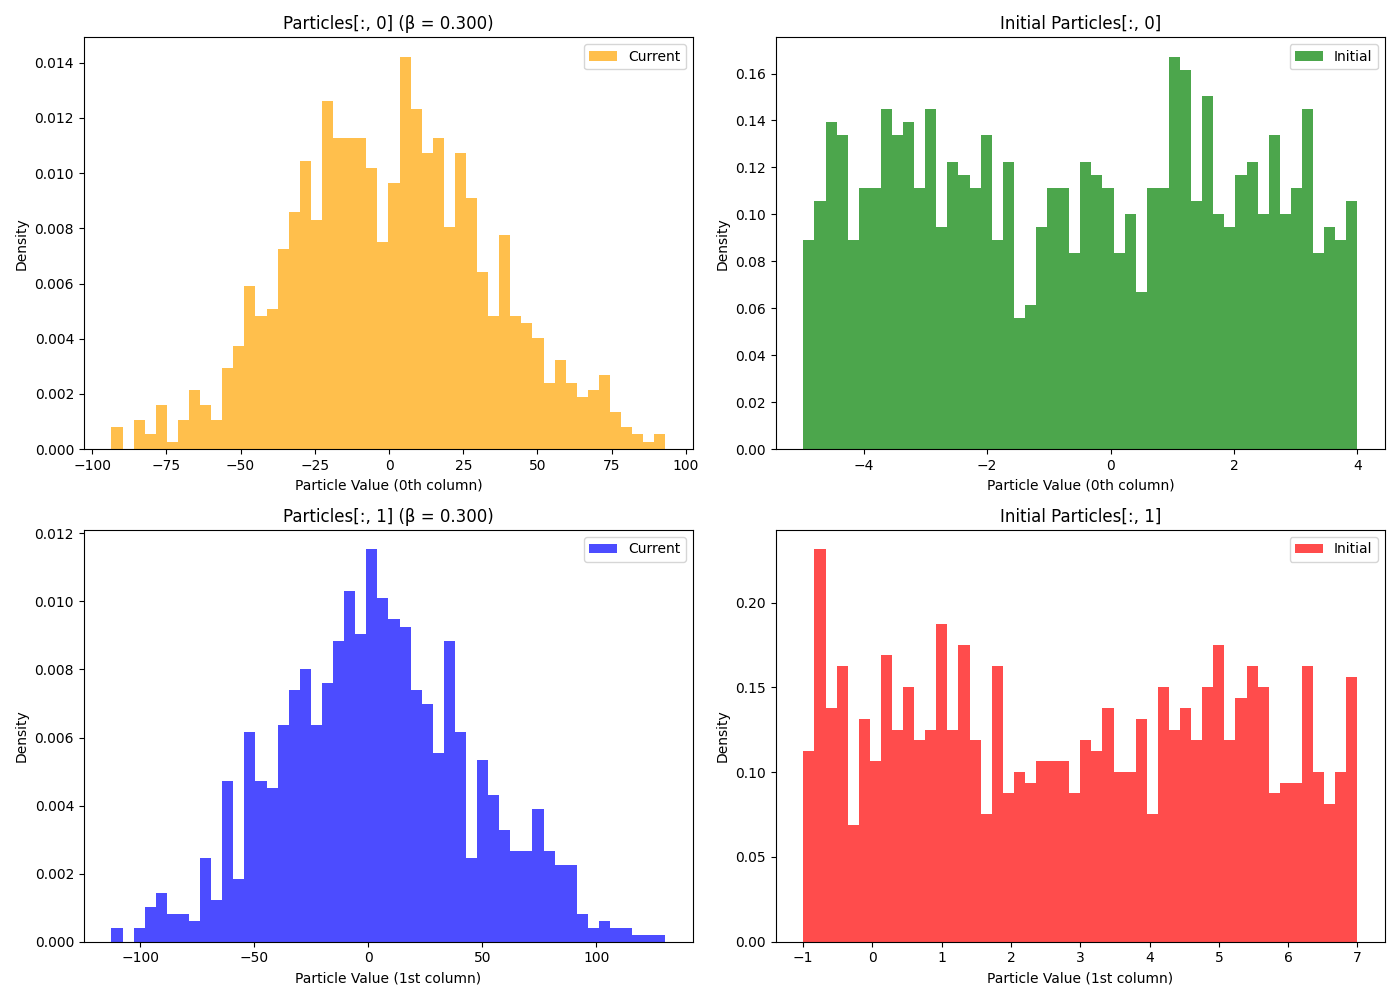 Particles[:, 0] (β = 0.300)
Current
Density
0.014
0.012
0.010
0.008
0.006
0.004
0.002
0.000
−100 −75 −50 −25 0 25 50 75 100
Particle Value (0th column)
Initial Particles[:, 0]
Initial
Density
0.16
0.14
0.12
0.10
0.08
0.06
0.04
0.02
0.00
−4 −2 0 2 4
Particle Value (0th column)
Particles[:, 1] (β = 0.300)
Current
Density
0.012
0.010
0.008
0.006
0.004
0.002
0.000
−100 −50 0 50 100
Particle Value (1st column)
Initial Particles[:, 1]
Initial
Density
0.20
0.15
0.10
0.05
0.00
−1 0 1 2 3 4 5 6 7
Particle Value (1st column)